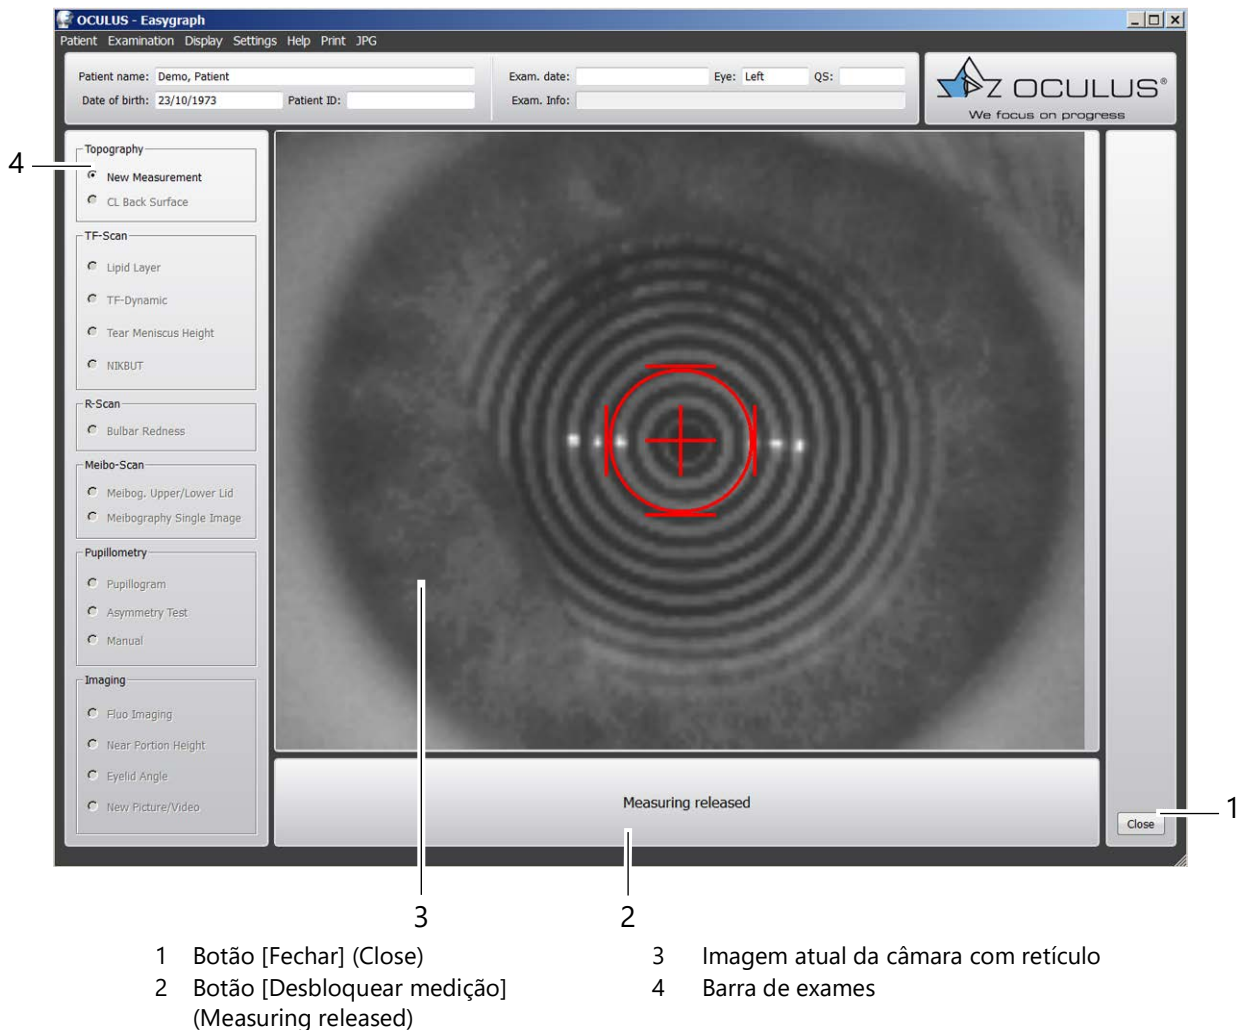 OCULUS - Easygraph
Patient Examination Display Settings Help Print JPG
Patient name: Demo, Patient
Exam. date: Eye: Left QS:
Date of birth: 23/10/1973 Patient ID:
Exam. Info:
OCULUS®
We focus on progress
4
Topography
New Measurement
CL Back Surface
TF-Scan
Lipid Layer
TF-Dynamic
Tear Meniscus Height
NIKBUT
R-Scan
Bulbar Redness
Meibo-Scan
Meibog. Upper/Lower Lid
Meibography Single Image
Pupillometry
Pupillogram
Asymmetry Test
Manual
Imaging
Fluo Imaging
Near Portion Height
Eyelid Angle
New Picture/Video
Measuring released
Close
1
3
2
1 Botão [Fechar] (Close)
2 Botão [Desbloquear medição]
(Measuring released)
3 Imagem atual da câmara com retículo
4 Barra de exames